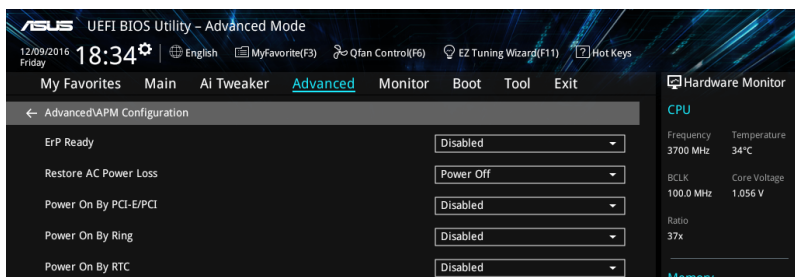 ASUS UEFI BIOS Utility – Advanced Mode
12/09/2016 Friday 18:34 English MyFavorite(F3) Qfan Control(F6) EZ Tuning Wizard(F11) ? Hot Keys
My Favorites Main Ai Tweaker Advanced Monitor Boot Tool Exit
Hardware Monitor
← Advanced\APM Configuration
ErP Ready Disabled
Restore AC Power Loss Power Off
Power On By PCI-E/PCI Disabled
Power On By Ring Disabled
Power On By RTC Disabled
CPU
Frequency Temperature
3700 MHz 34°C
BCLK Core Voltage
100.0 MHz 1.056 V
Ratio
37x
Memory